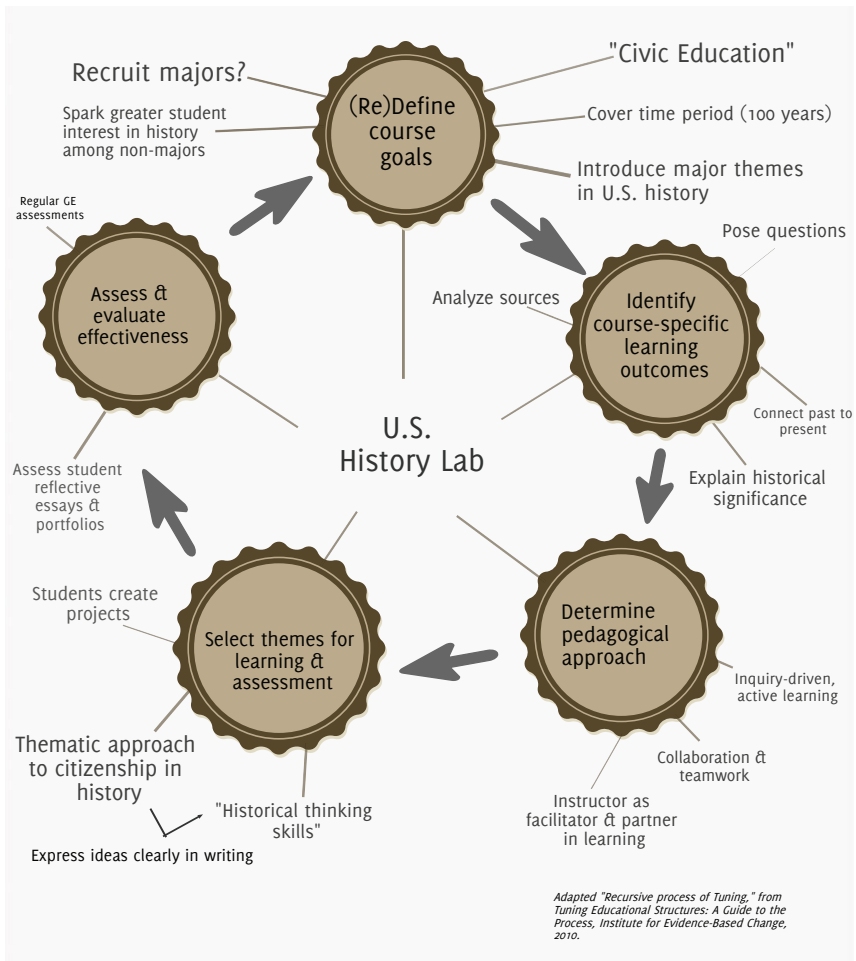 Recruit majors?
Spark greater student
interest in history
among non-majors
(Re)Define
course
goals
"Civic Education"
Cover time period (100 years)
Introduce major themes
in U.S. history
Regular GE
assessments
Assess &
evaluate
effectiveness
Assess student
reflective
essays &
portfolios
Pose questions
Analyze sources
Identify
course-specific
learning
outcomes
Connect past to
present
Explain historical
significance
U.S.
History Lab
Determine
pedagogical
approach
Inquiry-driven,
active learning
Collaboration &
teamwork
Instructor as
facilitator & partner
in learning
Students create
projects
Select themes for
learning &
assessment
Thematic approach
to citizenship in
history
"Historical thinking
skills"
Express ideas clearly in writing
Adapted "Recursive process of Tuning," from
Tuning Educational Structures: A Guide to the
Process, Institute for Evidence-Based Change,
2010.